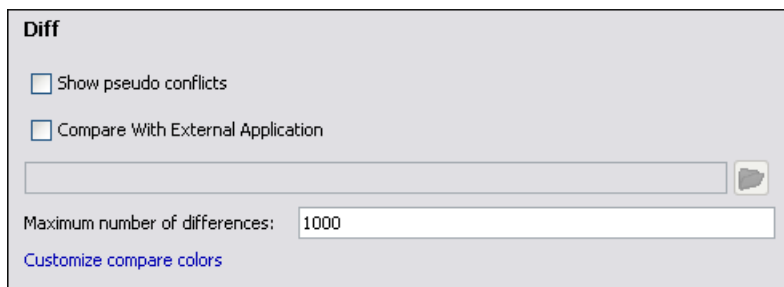 Diff
Show pseudo conflicts
Compare With External Application
Maximum number of differences: 1000
Customize compare colors